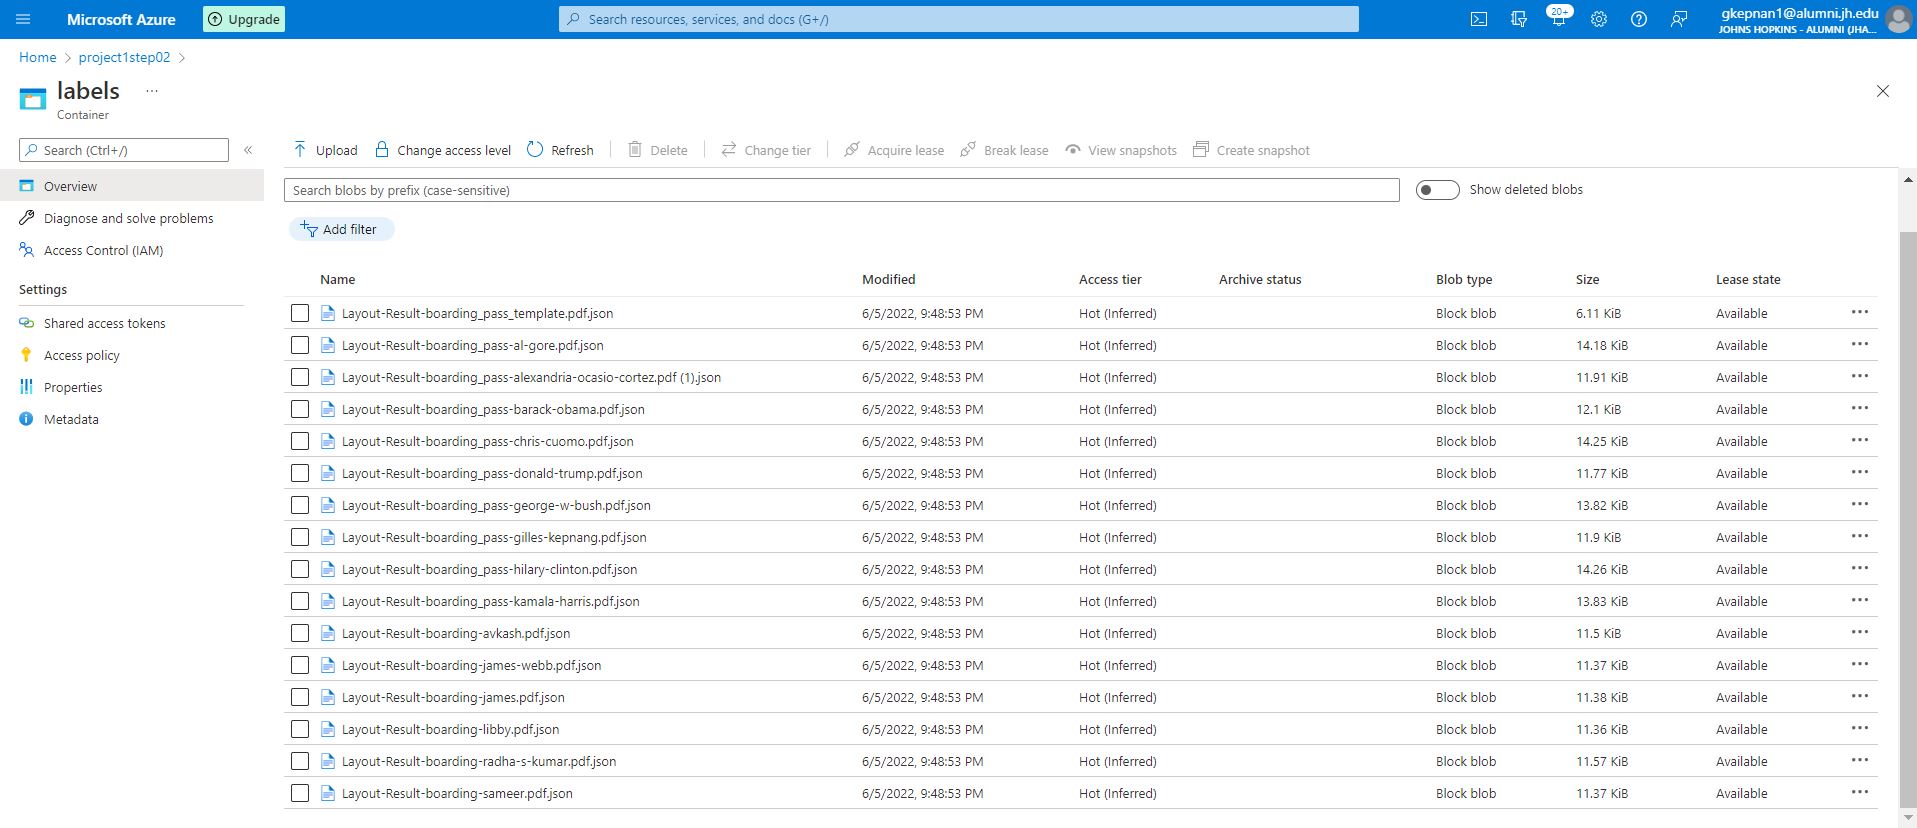 Microsoft Azure Upgrade Search resources, services, and docs (G+/) 20+ gkepnan1@alumni.jh.edu
JOHNS HOPKINS - ALUMNI (JHA...
Home > project1step02 >
labels ...
Container
Search (Ctrl+/) «
Overview
Diagnose and solve problems
Access Control (IAM)
Settings
Shared access tokens
Access policy
Properties
Metadata
Upload Change access level Refresh Delete Change tier Acquire lease Break lease View snapshots Create snapshot
Search blobs by prefix (case-sensitive) Show deleted blobs
Add filter
Name Modified Access tier Archive status Blob type Size Lease state
Layout-Result-boarding_pass_template.pdf.json 6/5/2022, 9:48:53 PM Hot (Inferred) Block blob 6.11 KiB Available ...
Layout-Result-boarding_pass-al-gore.pdf.json 6/5/2022, 9:48:53 PM Hot (Inferred) Block blob 14.18 KiB Available ...
Layout-Result-boarding_pass-alexandria-ocasio-cortez.pdf (1).json 6/5/2022, 9:48:53 PM Hot (Inferred) Block blob 11.91 KiB Available ...
Layout-Result-boarding_pass-barack-obama.pdf.json 6/5/2022, 9:48:53 PM Hot (Inferred) Block blob 12.1 KiB Available ...
Layout-Result-boarding_pass-chris-cuomo.pdf.json 6/5/2022, 9:48:53 PM Hot (Inferred) Block blob 14.25 KiB Available ...
Layout-Result-boarding_pass-donald-trump.pdf.json 6/5/2022, 9:48:53 PM Hot (Inferred) Block blob 11.77 KiB Available ...
Layout-Result-boarding_pass-george-w-bush.pdf.json 6/5/2022, 9:48:53 PM Hot (Inferred) Block blob 13.82 KiB Available ...
Layout-Result-boarding_pass-gilles-kepnang.pdf.json 6/5/2022, 9:48:53 PM Hot (Inferred) Block blob 11.9 KiB Available ...
Layout-Result-boarding_pass-hilary-clinton.pdf.json 6/5/2022, 9:48:53 PM Hot (Inferred) Block blob 14.26 KiB Available ...
Layout-Result-boarding_pass-kamala-harris.pdf.json 6/5/2022, 9:48:53 PM Hot (Inferred) Block blob 13.83 KiB Available ...
Layout-Result-boarding-avkash.pdf.json 6/5/2022, 9:48:53 PM Hot (Inferred) Block blob 11.5 KiB Available ...
Layout-Result-boarding-james-webb.pdf.json 6/5/2022, 9:48:53 PM Hot (Inferred) Block blob 11.37 KiB Available ...
Layout-Result-boarding-james.pdf.json 6/5/2022, 9:48:53 PM Hot (Inferred) Block blob 11.38 KiB Available ...
Layout-Result-boarding-libby.pdf.json 6/5/2022, 9:48:53 PM Hot (Inferred) Block blob 11.36 KiB Available ...
Layout-Result-boarding-radha-s-kumar.pdf.json 6/5/2022, 9:48:53 PM Hot (Inferred) Block blob 11.57 KiB Available ...
Layout-Result-boarding-sameer.pdf.json 6/5/2022, 9:48:53 PM Hot (Inferred) Block blob 11.37 KiB Available ...